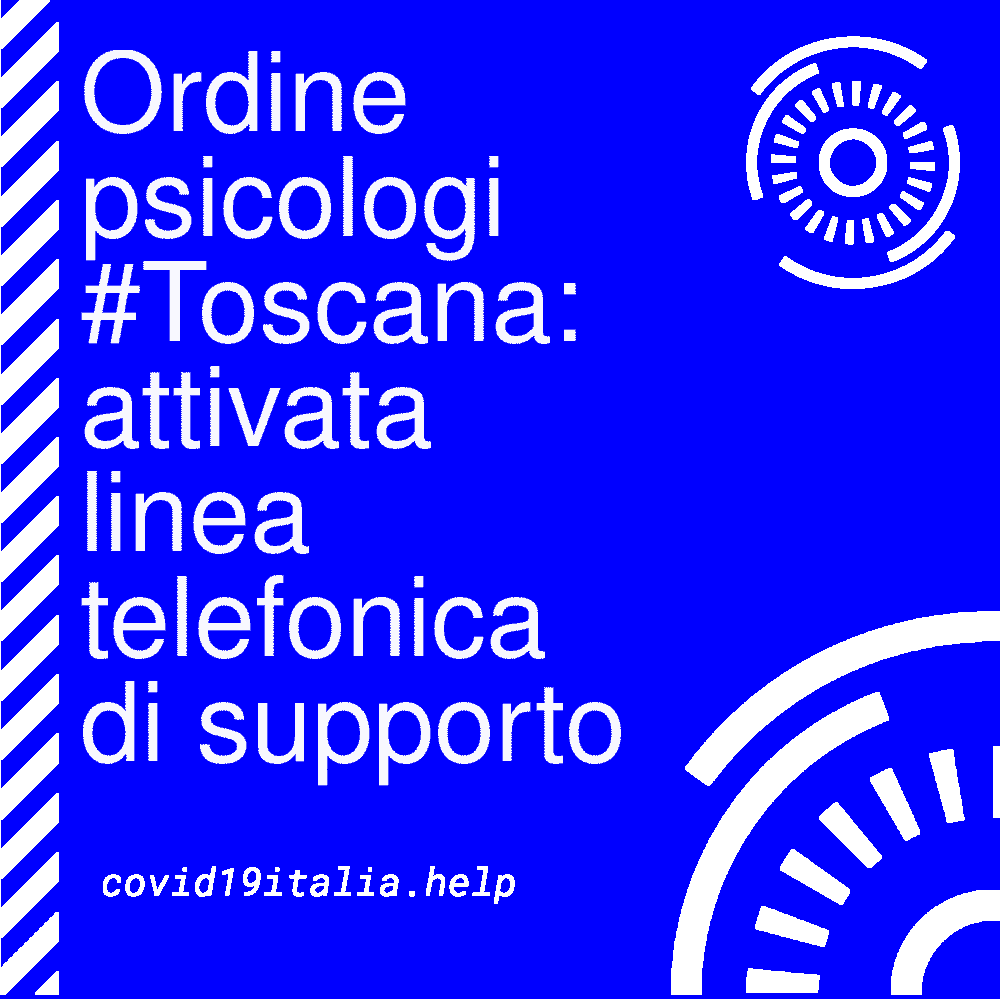 Ordine
psicologi
#Toscana:
attivata
linea
telefonica
di supporto
covid19italia.help